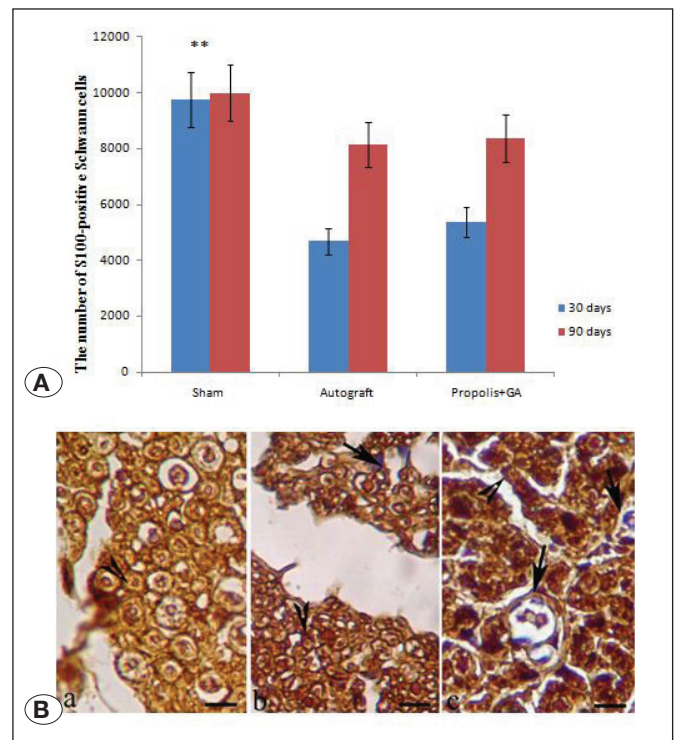 12000
10000
8000
6000
4000
2000
0
The number of S100-positive Schwann cells
**
Sham
Autograft
Propolis+GA
30 days
90 days
A
a
b
c
B